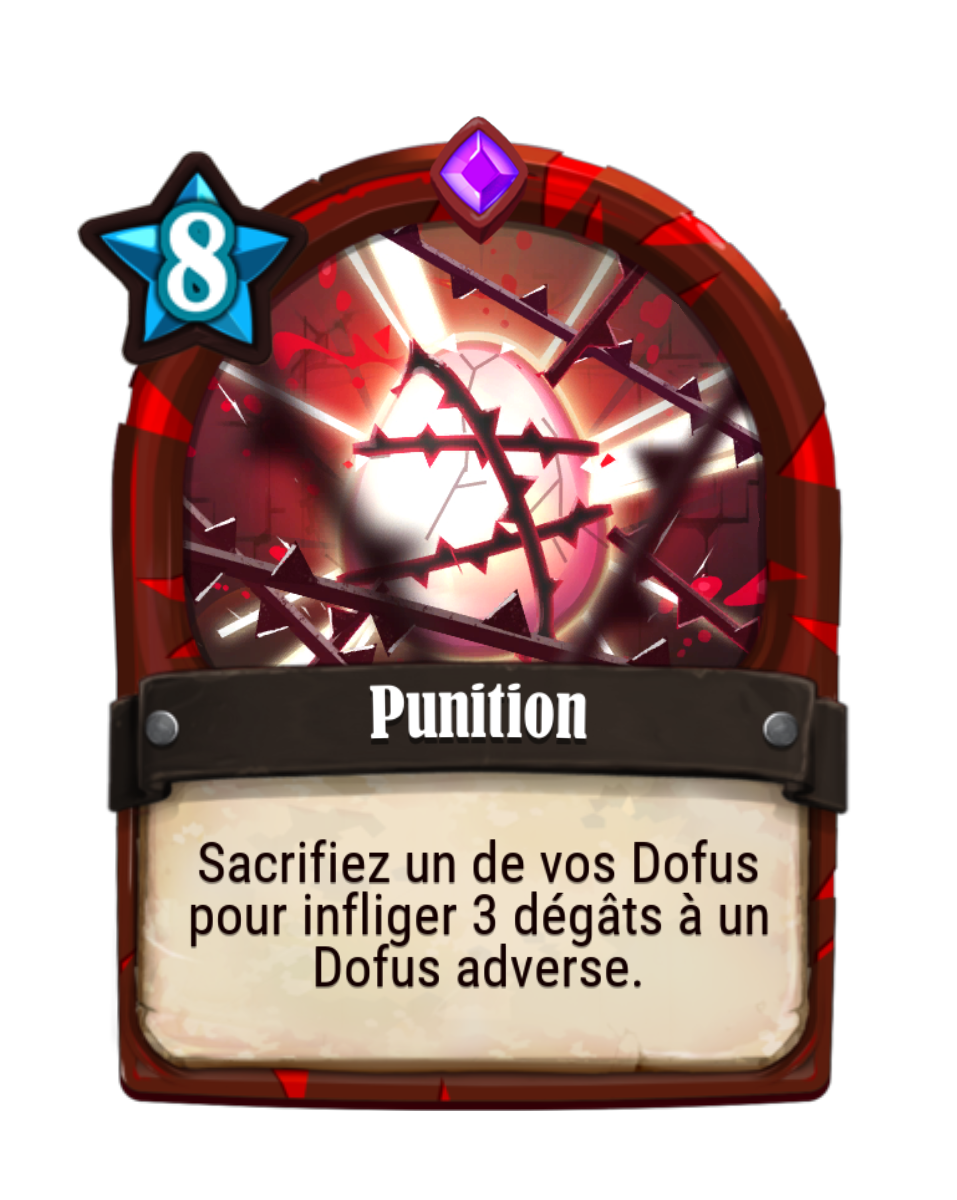 8
Punition
Sacrifiez un de vos Dofus
pour infliger 3 dégâts à un
Dofus adverse.